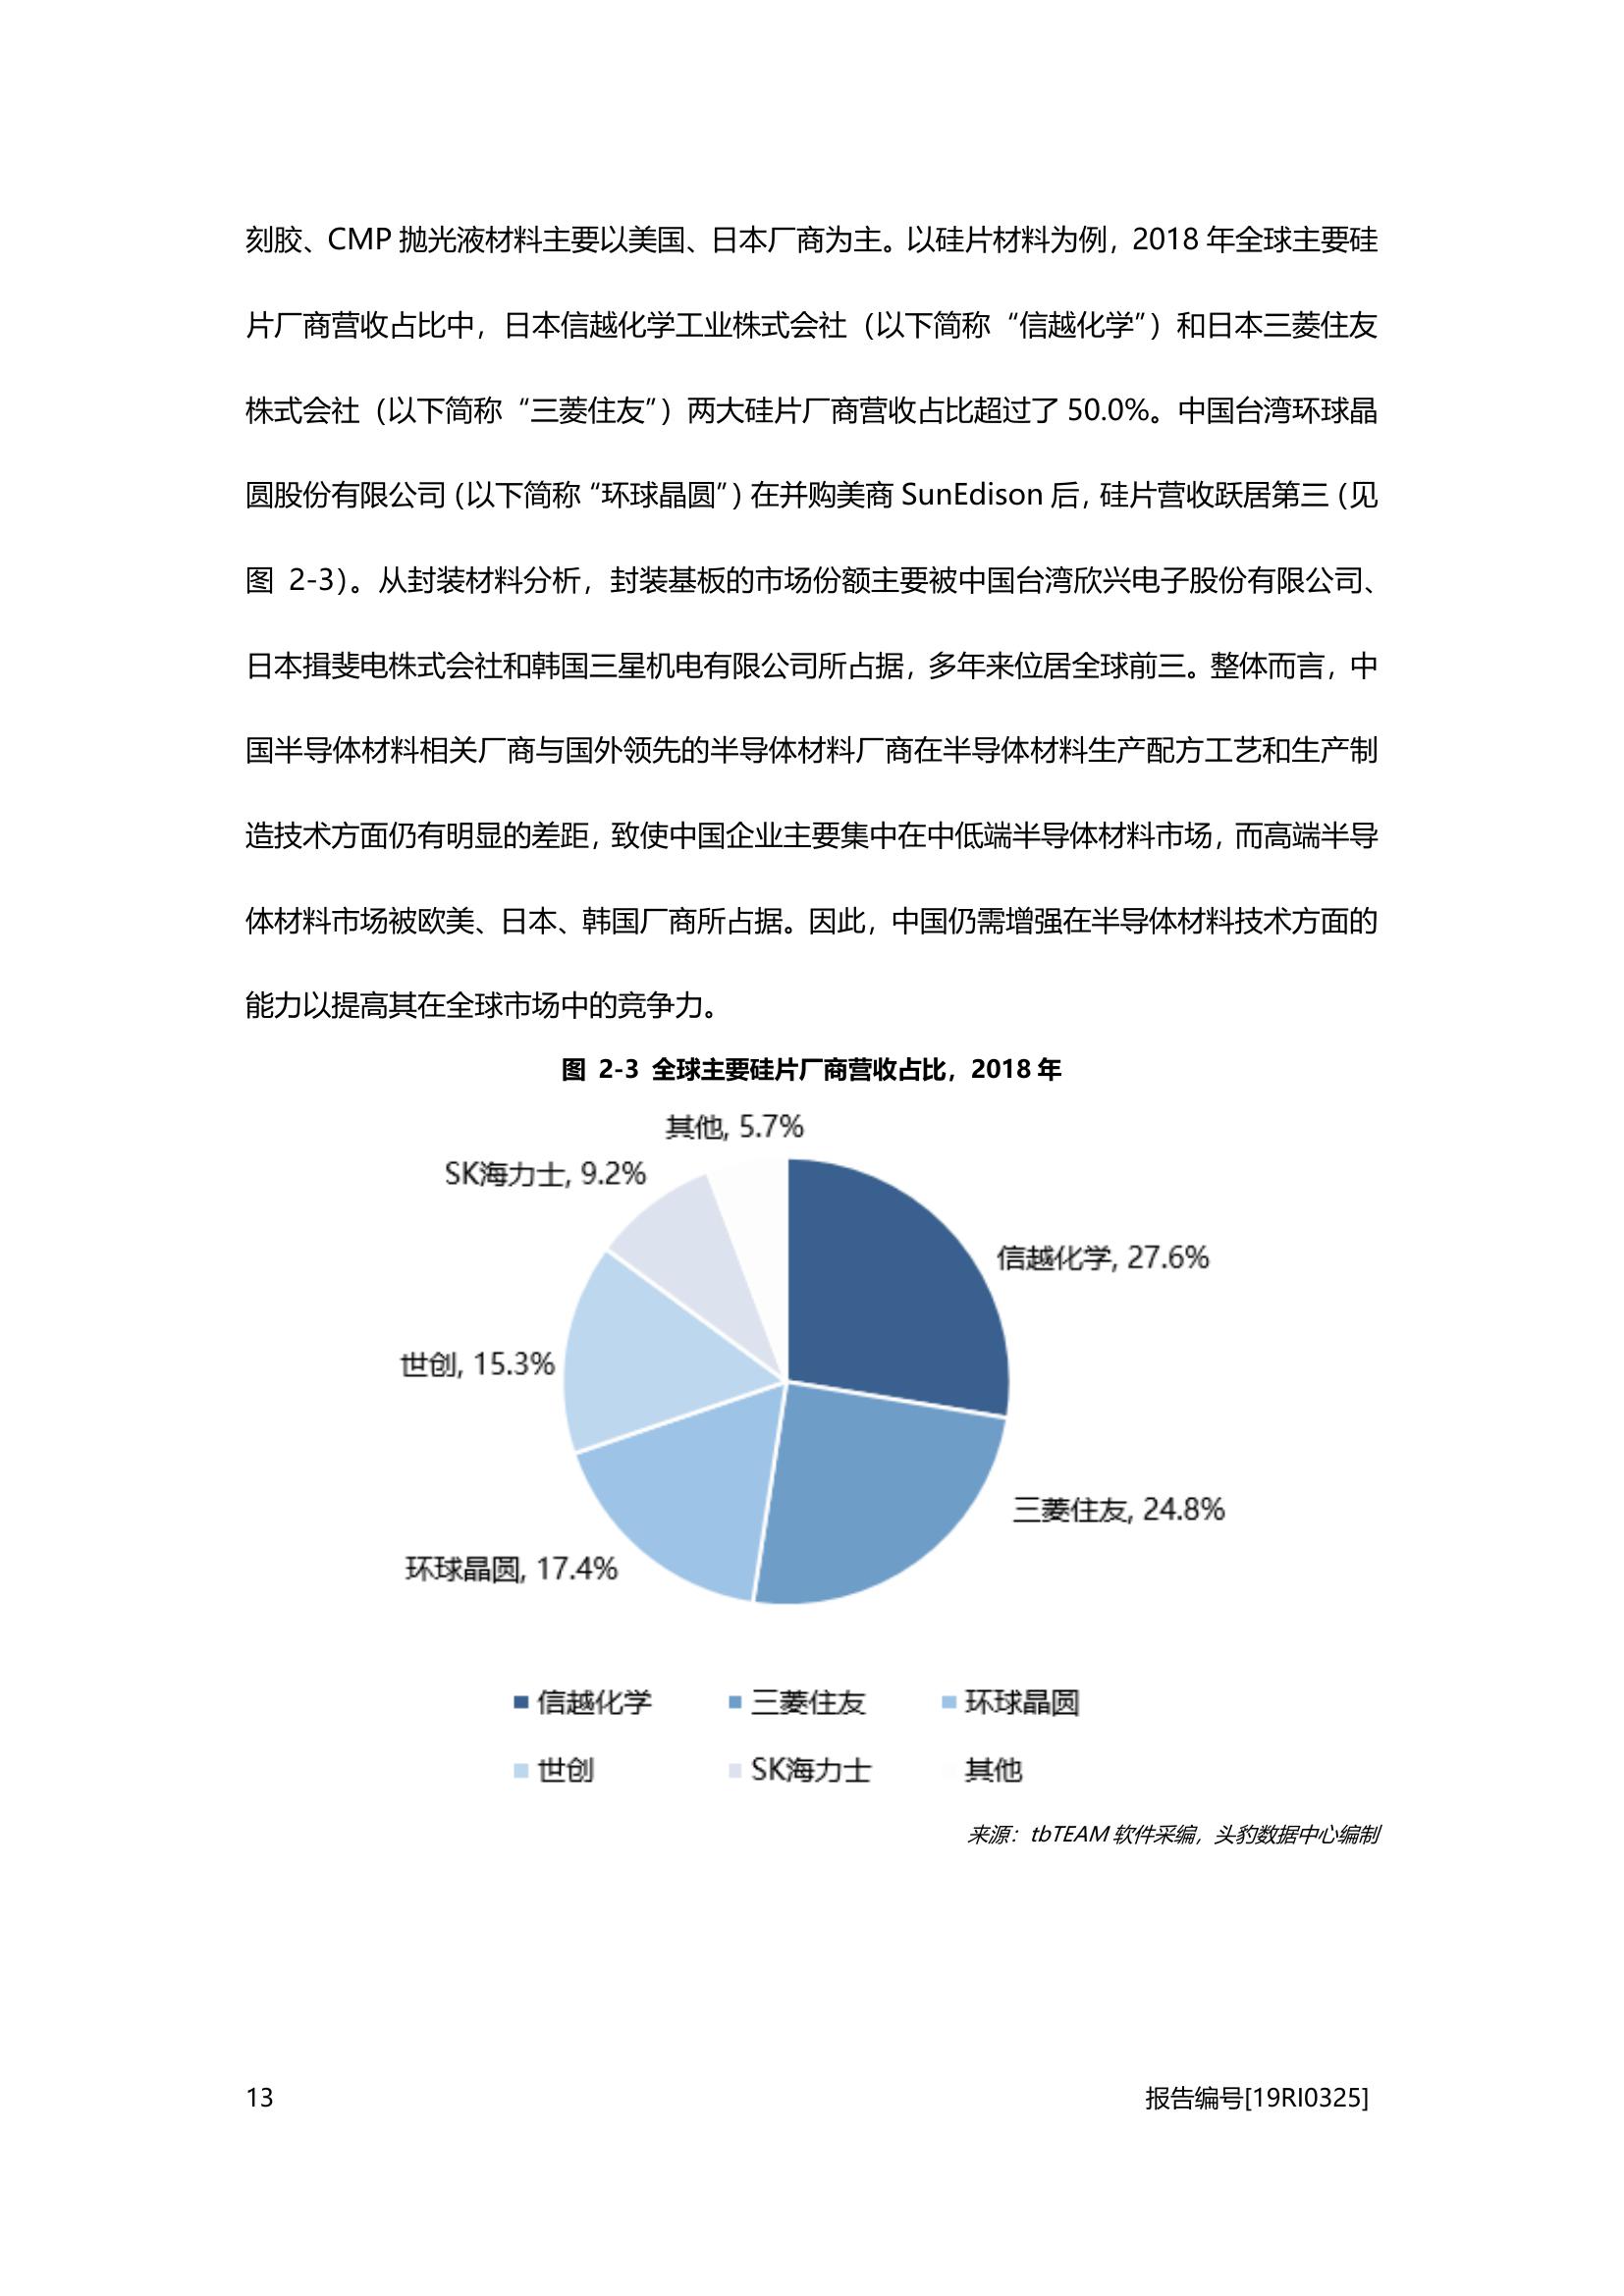 刻胶、CMP 抛光液材料主要以美国、日本厂商为主。以硅片材料为例，2018 年全球主要硅
片厂商营收占比中，日本信越化学工业株式会社（以下简称“信越化学”）和日本三菱住友
株式会社（以下简称“三菱住友”）两大硅片厂商营收占比超过了 50.0%。中国台湾环球晶
圆股份有限公司（以下简称“环球晶圆”）在并购美商 SunEdison 后，硅片营收跃居第三（见
图 2-3）。从封装材料分析，封装基板的市场份额主要被中国台湾欣兴电子股份有限公司、
日本揖斐电株式会社和韩国三星机电有限公司所占据，多年来位居全球前三。整体而言，中
国半导体材料相关厂商与国外领先的半导体材料厂商在半导体材料生产配方工艺和生产制
造技术方面仍有明显的差距，致使中国企业主要集中在中低端半导体材料市场，而高端半导
体材料市场被欧美、日本、韩国厂商所占据。因此，中国仍需增强在半导体材料技术方面的
能力以提高其在全球市场中的竞争力。
图 2-3 全球主要硅片厂商营收占比，2018 年
其他, 5.7%
SK海力士, 9.2%
信越化学, 27.6%
世创, 15.3%
三菱住友, 24.8%
环球晶圆, 17.4%
信越化学 三菱住友 环球晶圆
世创 SK海力士 其他
来源：tbTEAM 软件采编，头豹数据中心编制
13 报告编号[19RI0325]